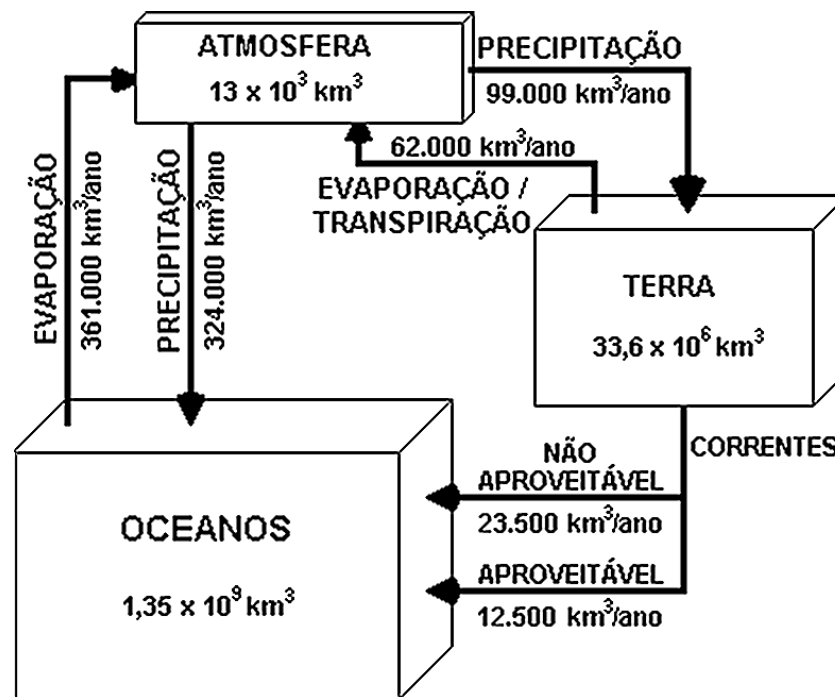 ATMOSFERA
13 x 10³ km³
PRECIPITAÇÃO
99.000 km³/ano
62.000 km³/ano
EVAPORAÇÃO /
TRANSPIRAÇÃO
EVAPORAÇÃO
361.000 km³/ano
PRECIPITAÇÃO
324.000 km³/ano
TERRA
33,6 x 10⁶ km³
CORRENTES
NÃO
APROVEITÁVEL
23.500 km³/ano
APROVEITÁVEL
12.500 km³/ano
OCEANOS
1,35 x 10⁹ km³